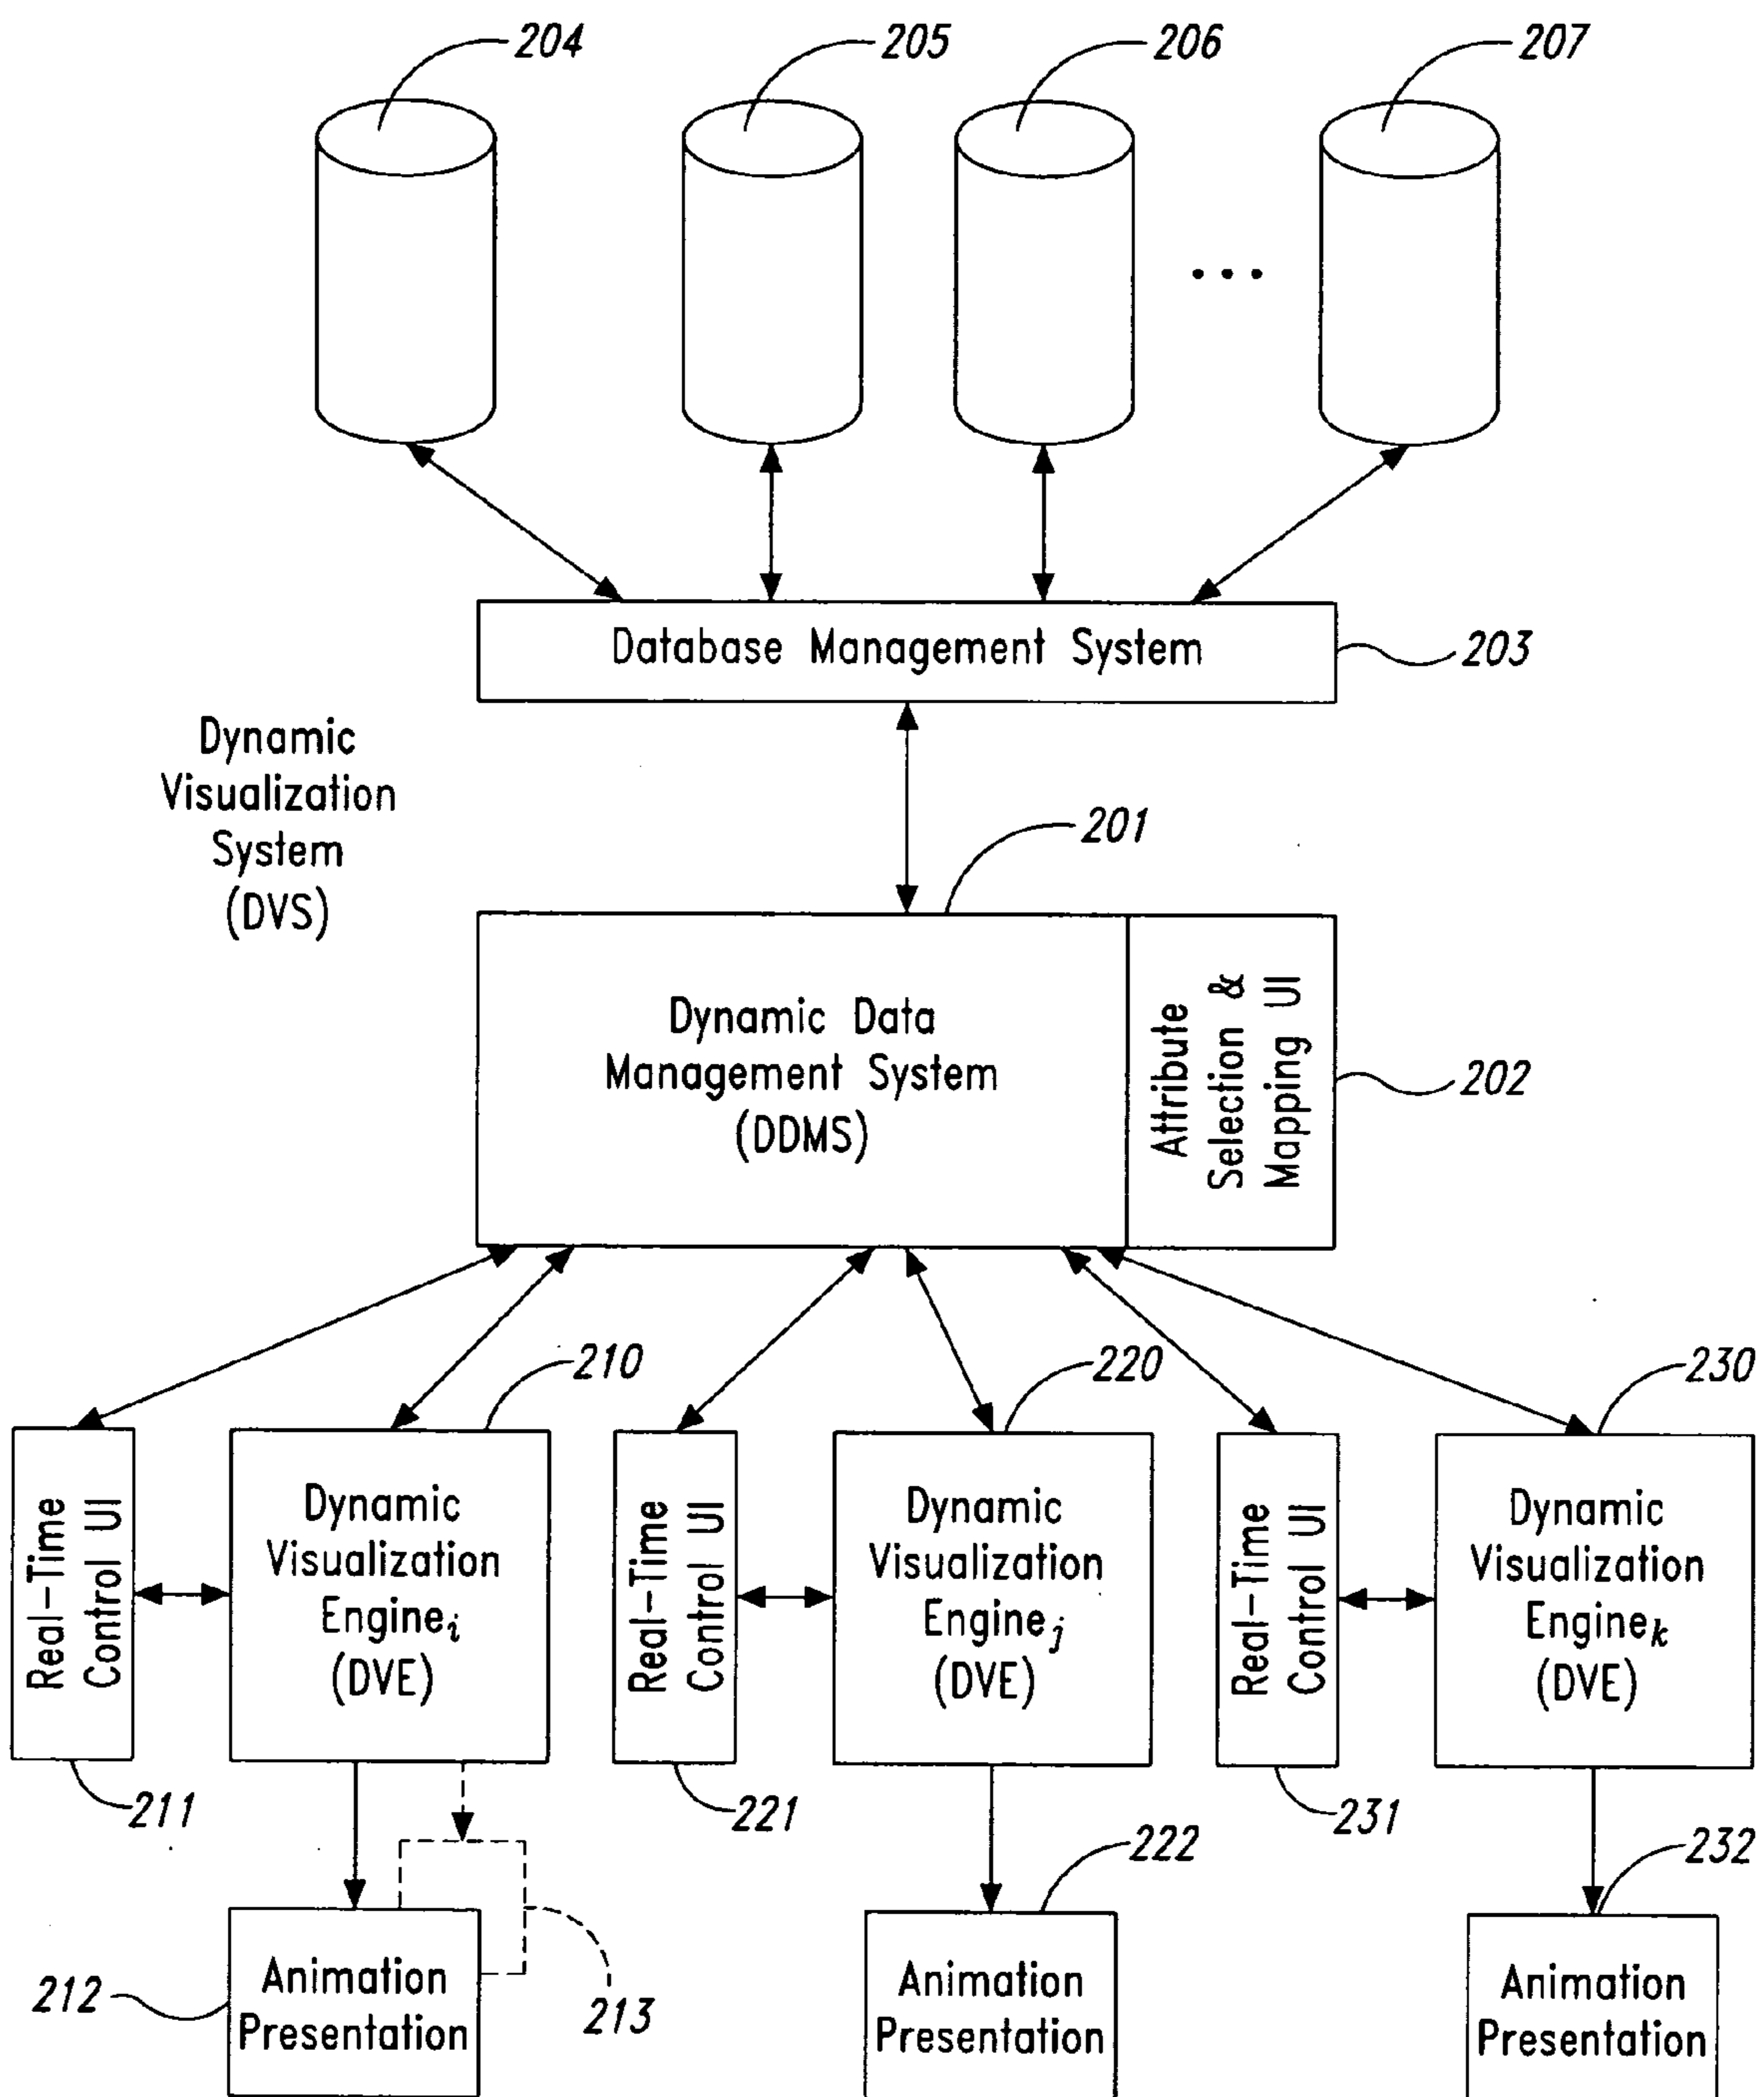 204
205
206
207
...
Database Management System
203
Dynamic
Visualization
System
(DVS)
201
Dynamic Data
Management System
(DDMS)
Attribute
Selection &
Mapping UI
202
210
220
230
Real-Time
Control UI
Dynamic
Visualization
Engine i
(DVE)
Real-Time
Control UI
Dynamic
Visualization
Engine j
(DVE)
Real-Time
Control UI
Dynamic
Visualization
Engine k
(DVE)
211
221
231
222
232
212
Animation
Presentation
213
Animation
Presentation
Animation
Presentation